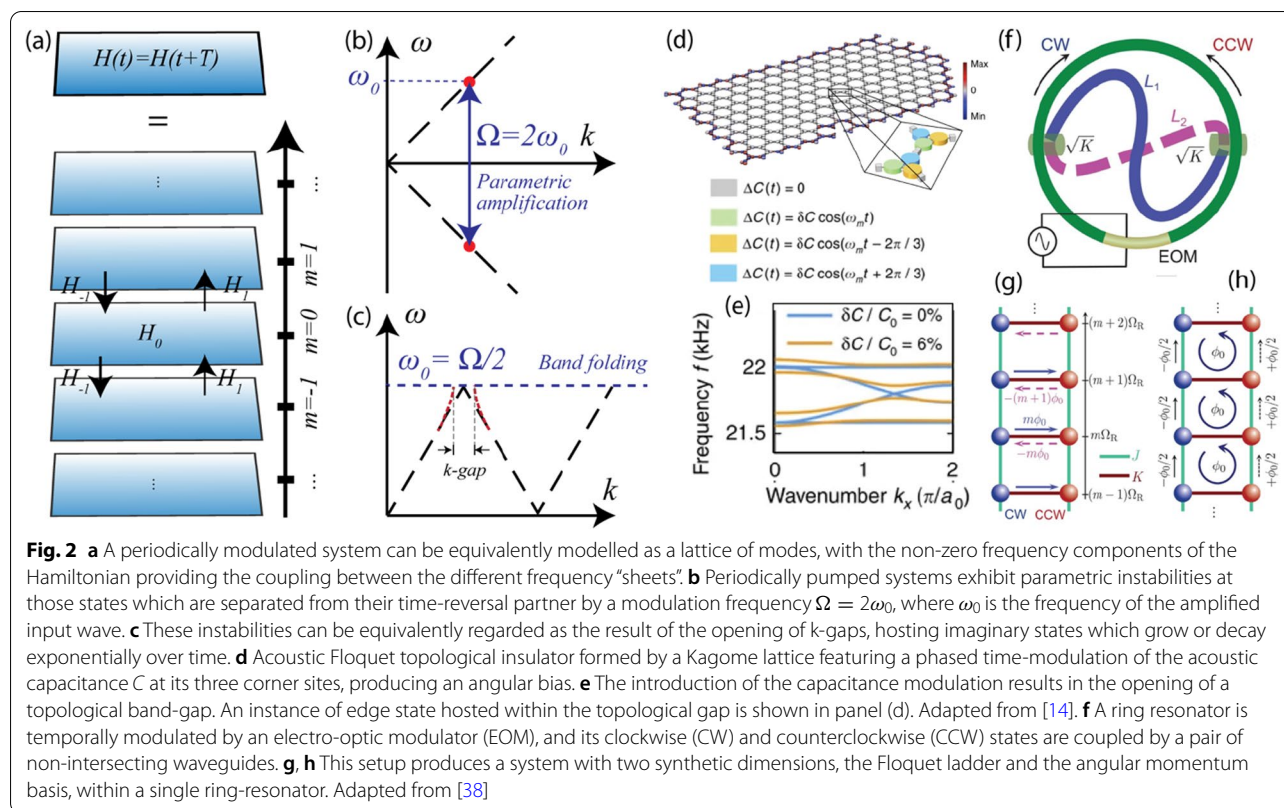 (a)
H(t)=H(t+T)
=
⋮
H₋₁
H₁
H₀
H₋₁
H₁
⋮
...
m=1
m=0
m=-1
...
(b)
ω
ω₀
Ω=2ω₀
k
Parametric
amplification
(c)
ω
ω₀ = Ω/2
Band folding
k-gap
k
(d)
Max
0
Min
ΔC(t) = 0
ΔC(t) = δC cos(ωₘt)
ΔC(t) = δC cos(ωₘt − 2π / 3)
ΔC(t) = δC cos(ωₘt + 2π / 3)
(e)
δC / C₀ = 0%
δC / C₀ = 6%
Frequency f (kHz)
22
21.5
0
1
2
Wavenumber kₓ (π/a₀)
(f)
CW
CCW
L₁
L₂
√K
√K
EOM
(g)
⋮
(m + 2)Ω_R
(m + 1)Ω_R
−(m + 1)ϕ₀
mϕ₀
mΩ_R
−mϕ₀
J
K
(m − 1)Ω_R
CW
CCW
(h)
⋮
−ϕ₀/2
ϕ₀
+ϕ₀/2
−ϕ₀/2
ϕ₀
+ϕ₀/2
−ϕ₀/2
ϕ₀
+ϕ₀/2
⋮
Fig. 2 a A periodically modulated system can be equivalently modelled as a lattice of modes, with the non-zero frequency components of the
Hamiltonian providing the coupling between the different frequency “sheets”. b Periodically pumped systems exhibit parametric instabilities at
those states which are separated from their time-reversal partner by a modulation frequency Ω = 2ω₀, where ω₀ is the frequency of the amplified
input wave. c These instabilities can be equivalently regarded as the result of the opening of k-gaps, hosting imaginary states which grow or decay
exponentially over time. d Acoustic Floquet topological insulator formed by a Kagome lattice featuring a phased time-modulation of the acoustic
capacitance C at its three corner sites, producing an angular bias. e The introduction of the capacitance modulation results in the opening of a
topological band-gap. An instance of edge state hosted within the topological gap is shown in panel (d). Adapted from [14]. f A ring resonator is
temporally modulated by an electro-optic modulator (EOM), and its clockwise (CW) and counterclockwise (CCW) states are coupled by a pair of
non-intersecting waveguides. g, h This setup produces a system with two synthetic dimensions, the Floquet ladder and the angular momentum
basis, within a single ring-resonator. Adapted from [38]